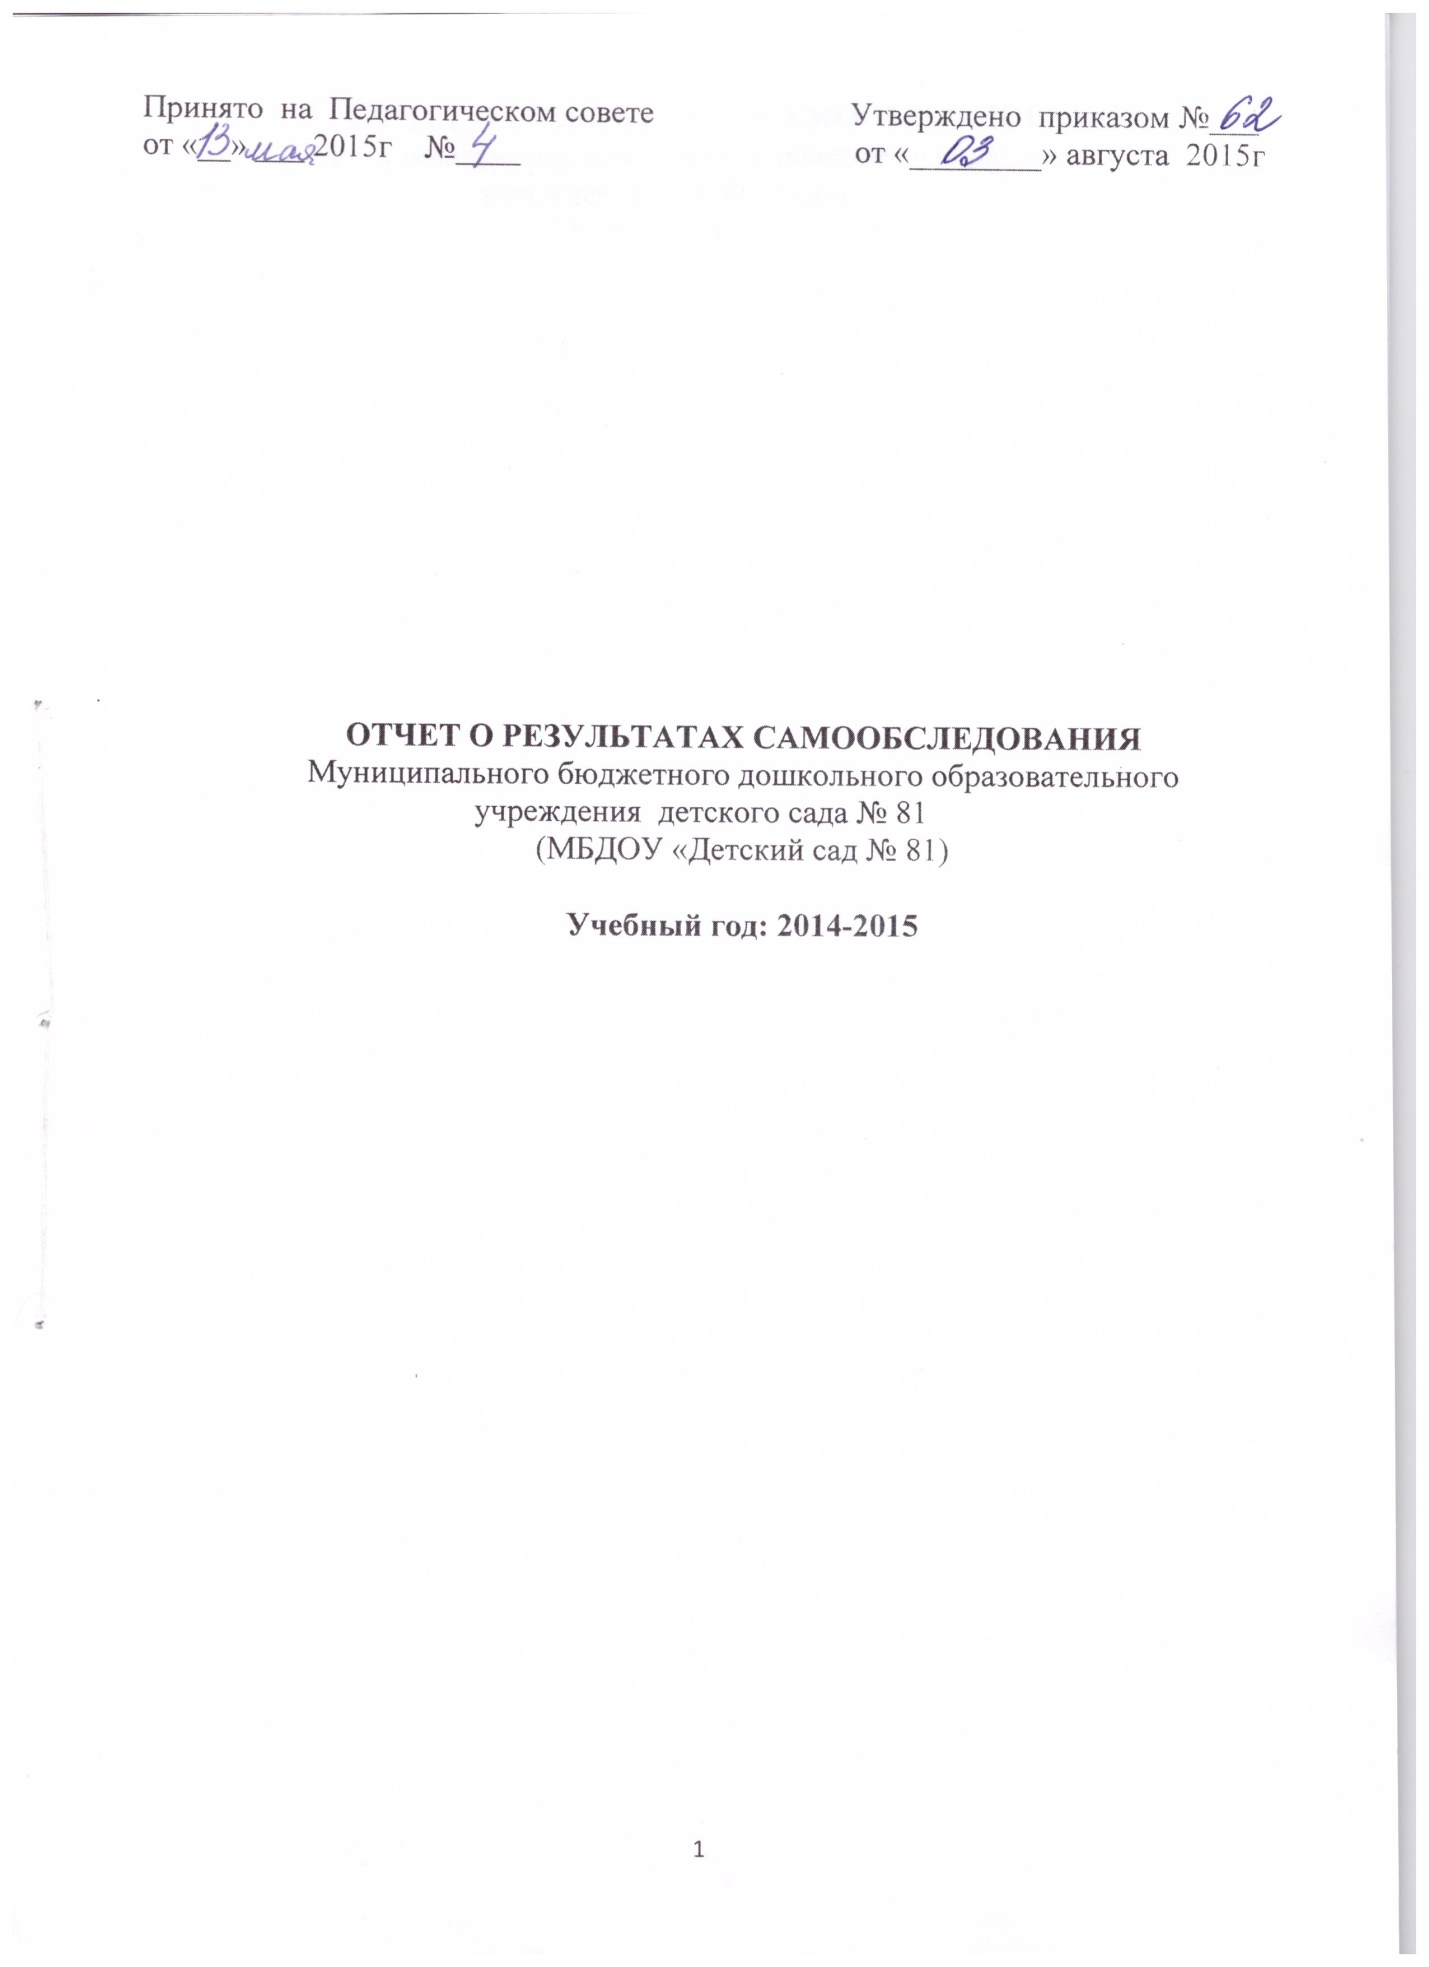 Принято на Педагогическом совете
от «13» мая 2015г №4
Утверждено приказом №62
от «03» августа 2015г
ОТЧЕТ О РЕЗУЛЬТАТАХ САМООБСЛЕДОВАНИЯ
Муниципального бюджетного дошкольного образовательного
учреждения детского сада № 81
(МБДОУ «Детский сад № 81)
Учебный год: 2014-2015
1